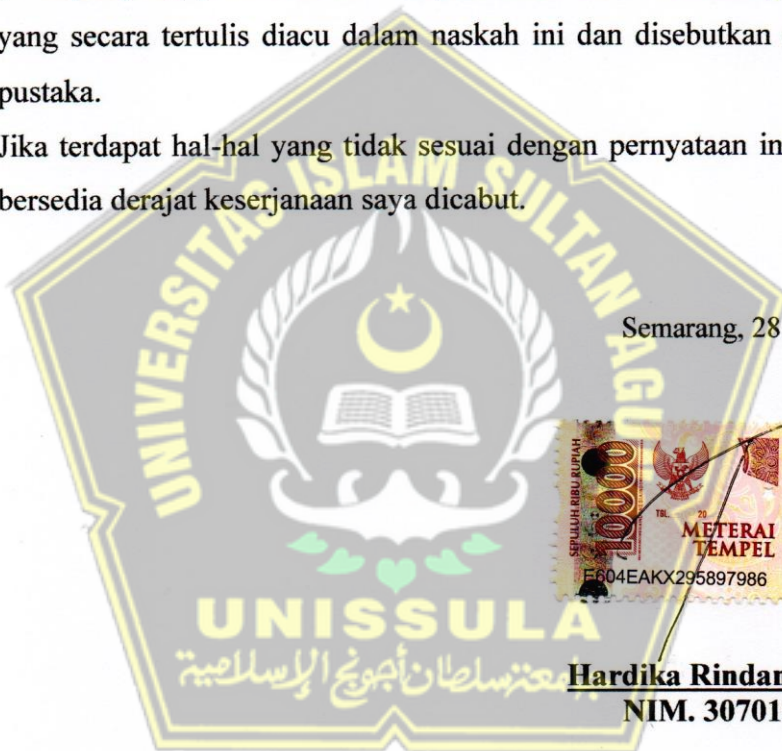 yang secara tertulis diacu dalam naskah ini dan disebutkan
pustaka.
Jika terdapat hal-hal yang tidak sesuai dengan pernyataan in
bersedia derajat keserjanaan saya dicabut.
UNIVERSITAS ISLAM SULTAN AGU
Semarang, 28
SEPULUH RIBU RUPIAH
10000
TBL. 20
METERAI
TEMPEL
E604EAKX295897986
UNISSULA
جامعة سلطان أجونج الإسلامية
Hardika Rindan
NIM. 30701